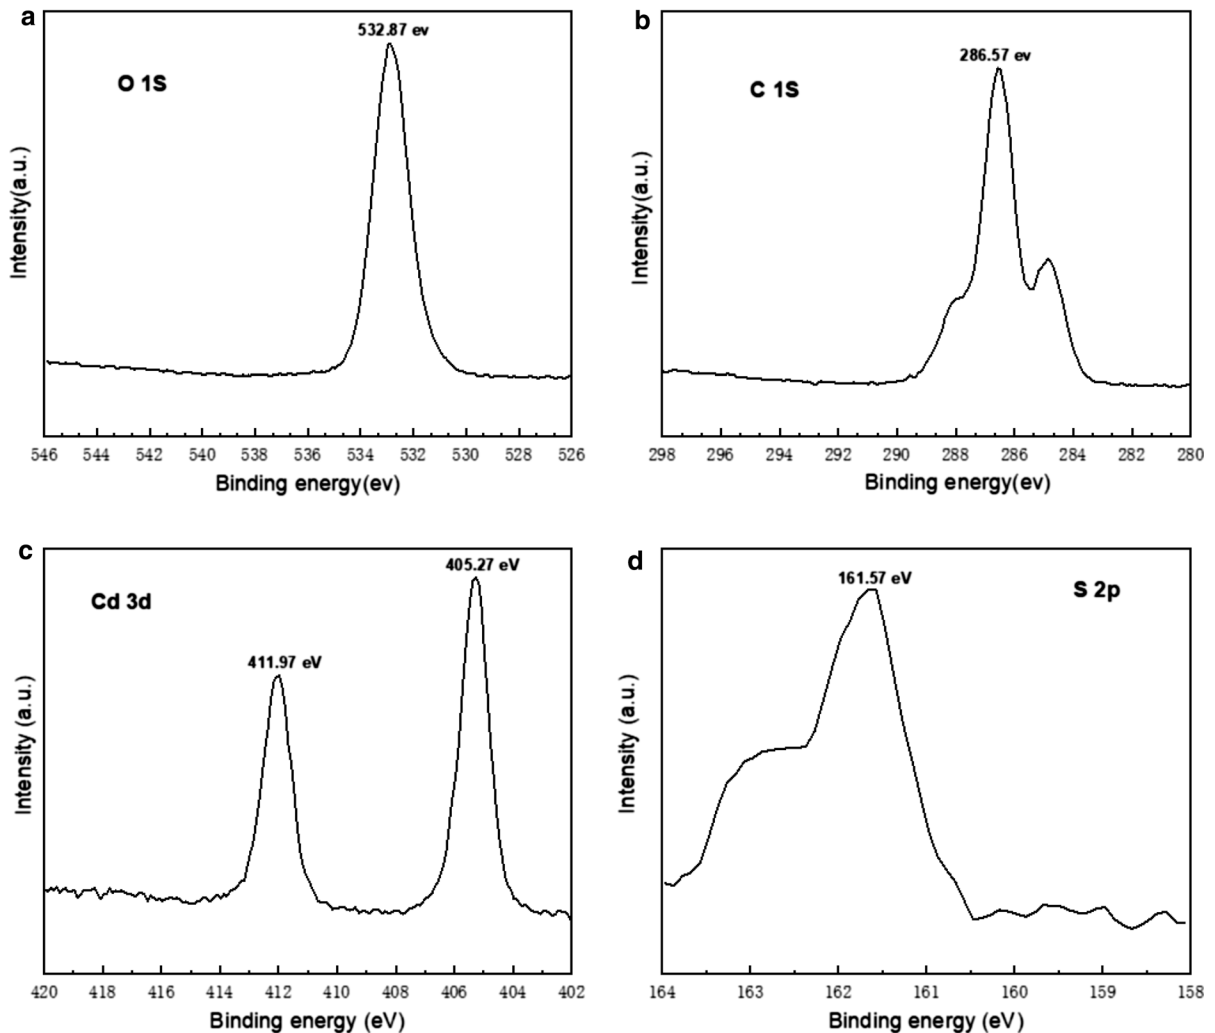 a
532.87 ev
O 1S
Intensity(a.u.)
546 544 542 540 538 536 534 532 530 528 526
Binding energy(ev)
b
286.57 ev
C 1S
Intensity(a.u.)
298 296 294 292 290 288 286 284 282 280
Binding energy(ev)
c
405.27 eV
Cd 3d
411.97 eV
Intensity (a.u.)
420 418 416 414 412 410 408 406 404 402
Binding energy (eV)
d
161.57 eV
S 2p
Intensity (a.u.)
164 163 162 161 160 159 158
Binding energy (eV)